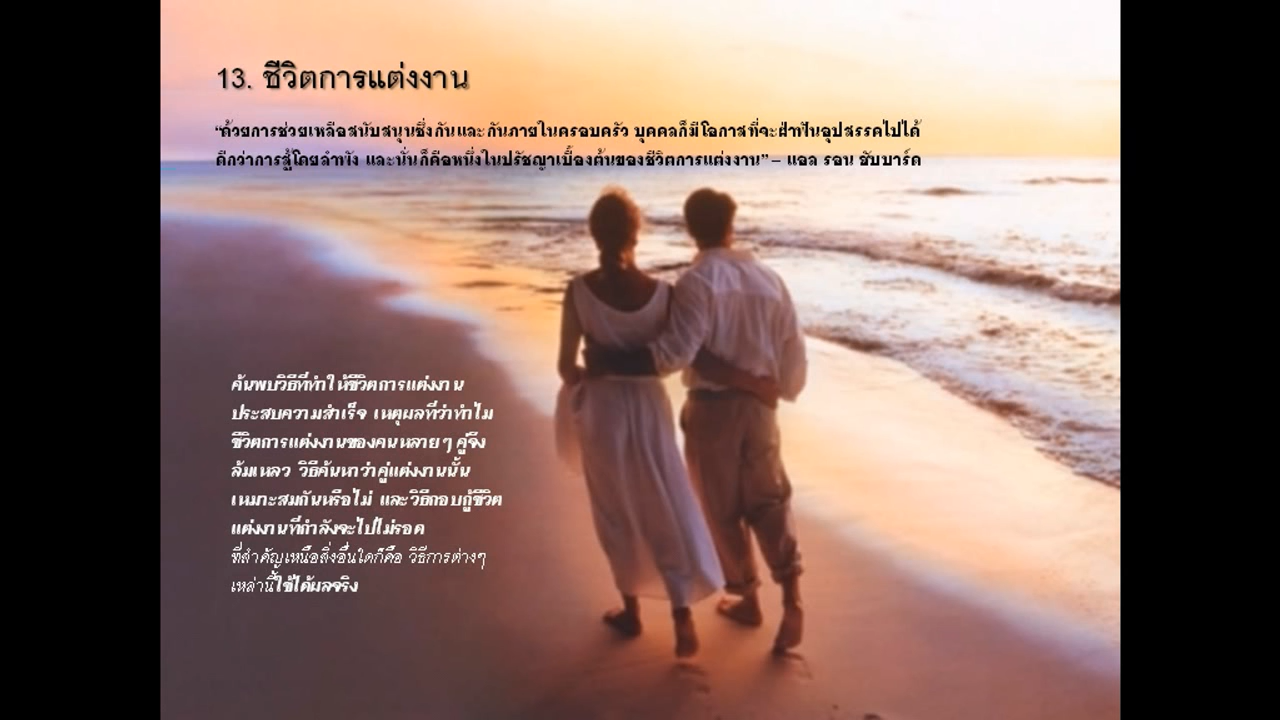 13. ชีวิตการแต่งงาน
“ด้วยการช่วยเหลือสนับสนุนซึ่งกันและกันภายในครอบครัว บุคคลก็มีโอกาสที่จะฝ่าฟันอุปสรรคไปได้
ดีกว่าการสู้โดยลำพัง และนั่นก็คือหนึ่งในปรัชญาเบื้องต้นของชีวิตการแต่งงาน” – แอล รอน ฮับบาร์ด
ค้นพบวิธีที่ทำให้ชีวิตการแต่งงาน
ประสบความสำเร็จ เหตุผลที่ว่าทำไม
ชีวิตการแต่งงานของคนหลายๆ คู่จึง
ล้มเหลว วิธีค้นหาว่าคู่แต่งงานนั้น
เหมาะสมกันหรือไม่ และวิธีกอบกู้ชีวิต
แต่งงานที่กำลังจะไปไม่รอด
ที่สำคัญเหนือสิ่งอื่นใดก็คือ วิธีการต่างๆ
เหล่านี้ใช้ได้ผลจริง